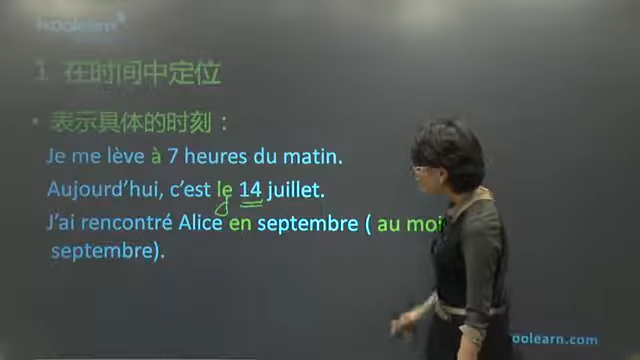 koolearn
1 在时间中定位
• 表示具体的时刻：
Je me lève à 7 heures du matin.
Aujourd’hui, c’est le 14 juillet.
J’ai rencontré Alice en septembre ( au moi
septembre).
oolearn.com